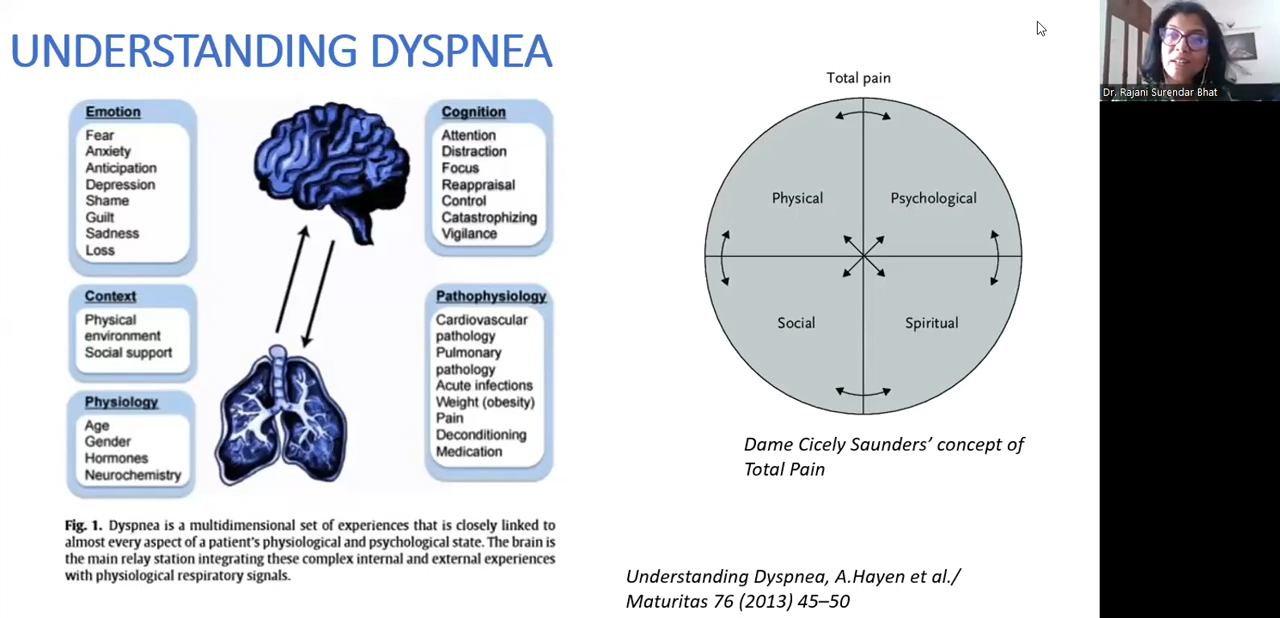 UNDERSTANDING DYSPNEA
Emotion
Fear
Anxiety
Anticipation
Depression
Shame
Guilt
Sadness
Loss
Context
Physical
environment
Social support
Physiology
Age
Gender
Hormones
Neurochemistry
Cognition
Attention
Distraction
Focus
Reappraisal
Control
Catastrophizing
Vigilance
Pathophysiology
Cardiovascular
pathology
Pulmonary
pathology
Acute infections
Weight (obesity)
Pain
Deconditioning
Medication
Fig. 1. Dyspnea is a multidimensional set of experiences that is closely linked to
almost every aspect of a patient's physiological and psychological state. The brain is
the main relay station integrating these complex internal and external experiences
with physiological respiratory signals.
Total pain
Physical
Psychological
Social
Spiritual
Dame Cicely Saunders’ concept of
Total Pain
Understanding Dyspnea, A.Hayen et al./
Maturitas 76 (2013) 45–50
Dr. Rajani Surendar Bhat